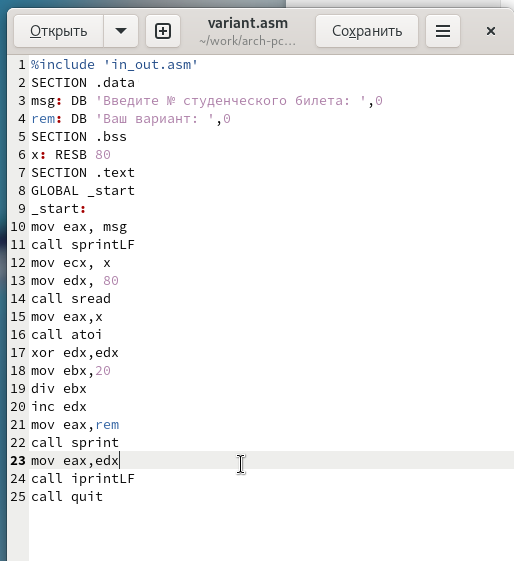 Открыть
variant.asm
~/work/arch-pc...
Сохранить
1 %include 'in_out.asm'
2 SECTION .data
3 msg: DB 'Введите № студенческого билета: ',0
4 rem: DB 'Ваш вариант: ',0
5 SECTION .bss
6 x: RESB 80
7 SECTION .text
8 GLOBAL _start
9 _start:
10 mov eax, msg
11 call sprintLF
12 mov ecx, x
13 mov edx, 80
14 call sread
15 mov eax,x
16 call atoi
17 xor edx,edx
18 mov ebx,20
19 div ebx
20 inc edx
21 mov eax,rem
22 call sprint
23 mov eax,edx
24 call iprintLF
25 call quit